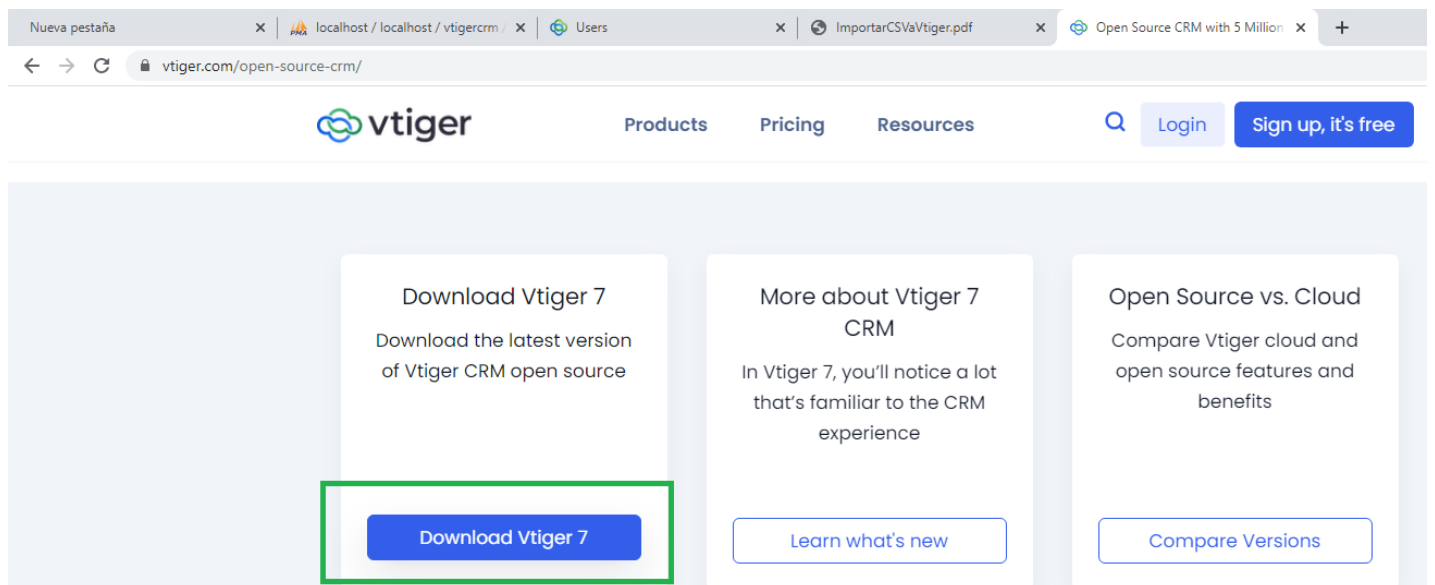 Nueva pestaña
localhost / localhost / vtigercrm /
Users
ImportarCSVaVtiger.pdf
Open Source CRM with 5 Million
vtiger.com/open-source-crm/
vtiger
Products
Pricing
Resources
Login
Sign up, it's free
Download Vtiger 7
Download the latest version
of Vtiger CRM open source
Download Vtiger 7
More about Vtiger 7
CRM
In Vtiger 7, you'll notice a lot
that's familiar to the CRM
experience
Learn what's new
Open Source vs. Cloud
Compare Vtiger cloud and
open source features and
benefits
Compare Versions